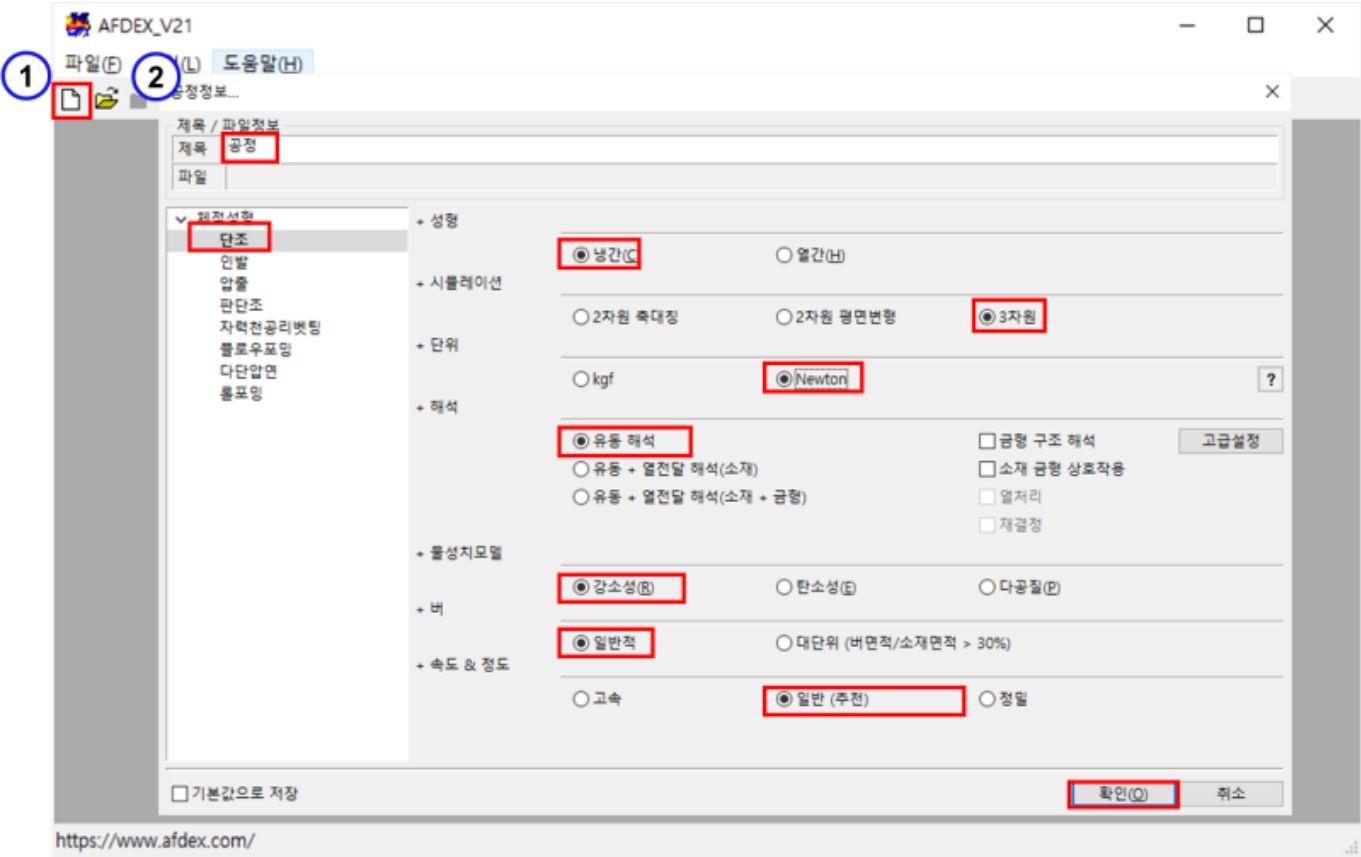 AFDEX_V21
파일(F) (L) 도움말(H)
1
2
공정정보...
제목 / 파일정보
제목 공정
파일
체적성형
단조
인발
압출
판단조
자력천공리벳팅
플로우포밍
다단압연
롤포밍
+ 성형
냉간(C 열간(H)
+ 시뮬레이션
2차원 축대칭 2차원 평면변형 3차원
+ 단위
kgf Newton ?
+ 해석
유동 해석 금형 구조 해석 고급설정
유동 + 열전달 해석(소재) 소재 금형 상호작용
유동 + 열전달 해석(소재 + 금형) 열처리
재결정
+ 물성치모델
강소성(R) 탄소성(E) 다공질(P)
+ 버
일반적 대단위 (버면적/소재면적 > 30%)
+ 속도 & 정도
고속 일반 (추천) 정밀
기본값으로 저장 확인(O) 취소
https://www.afdex.com/